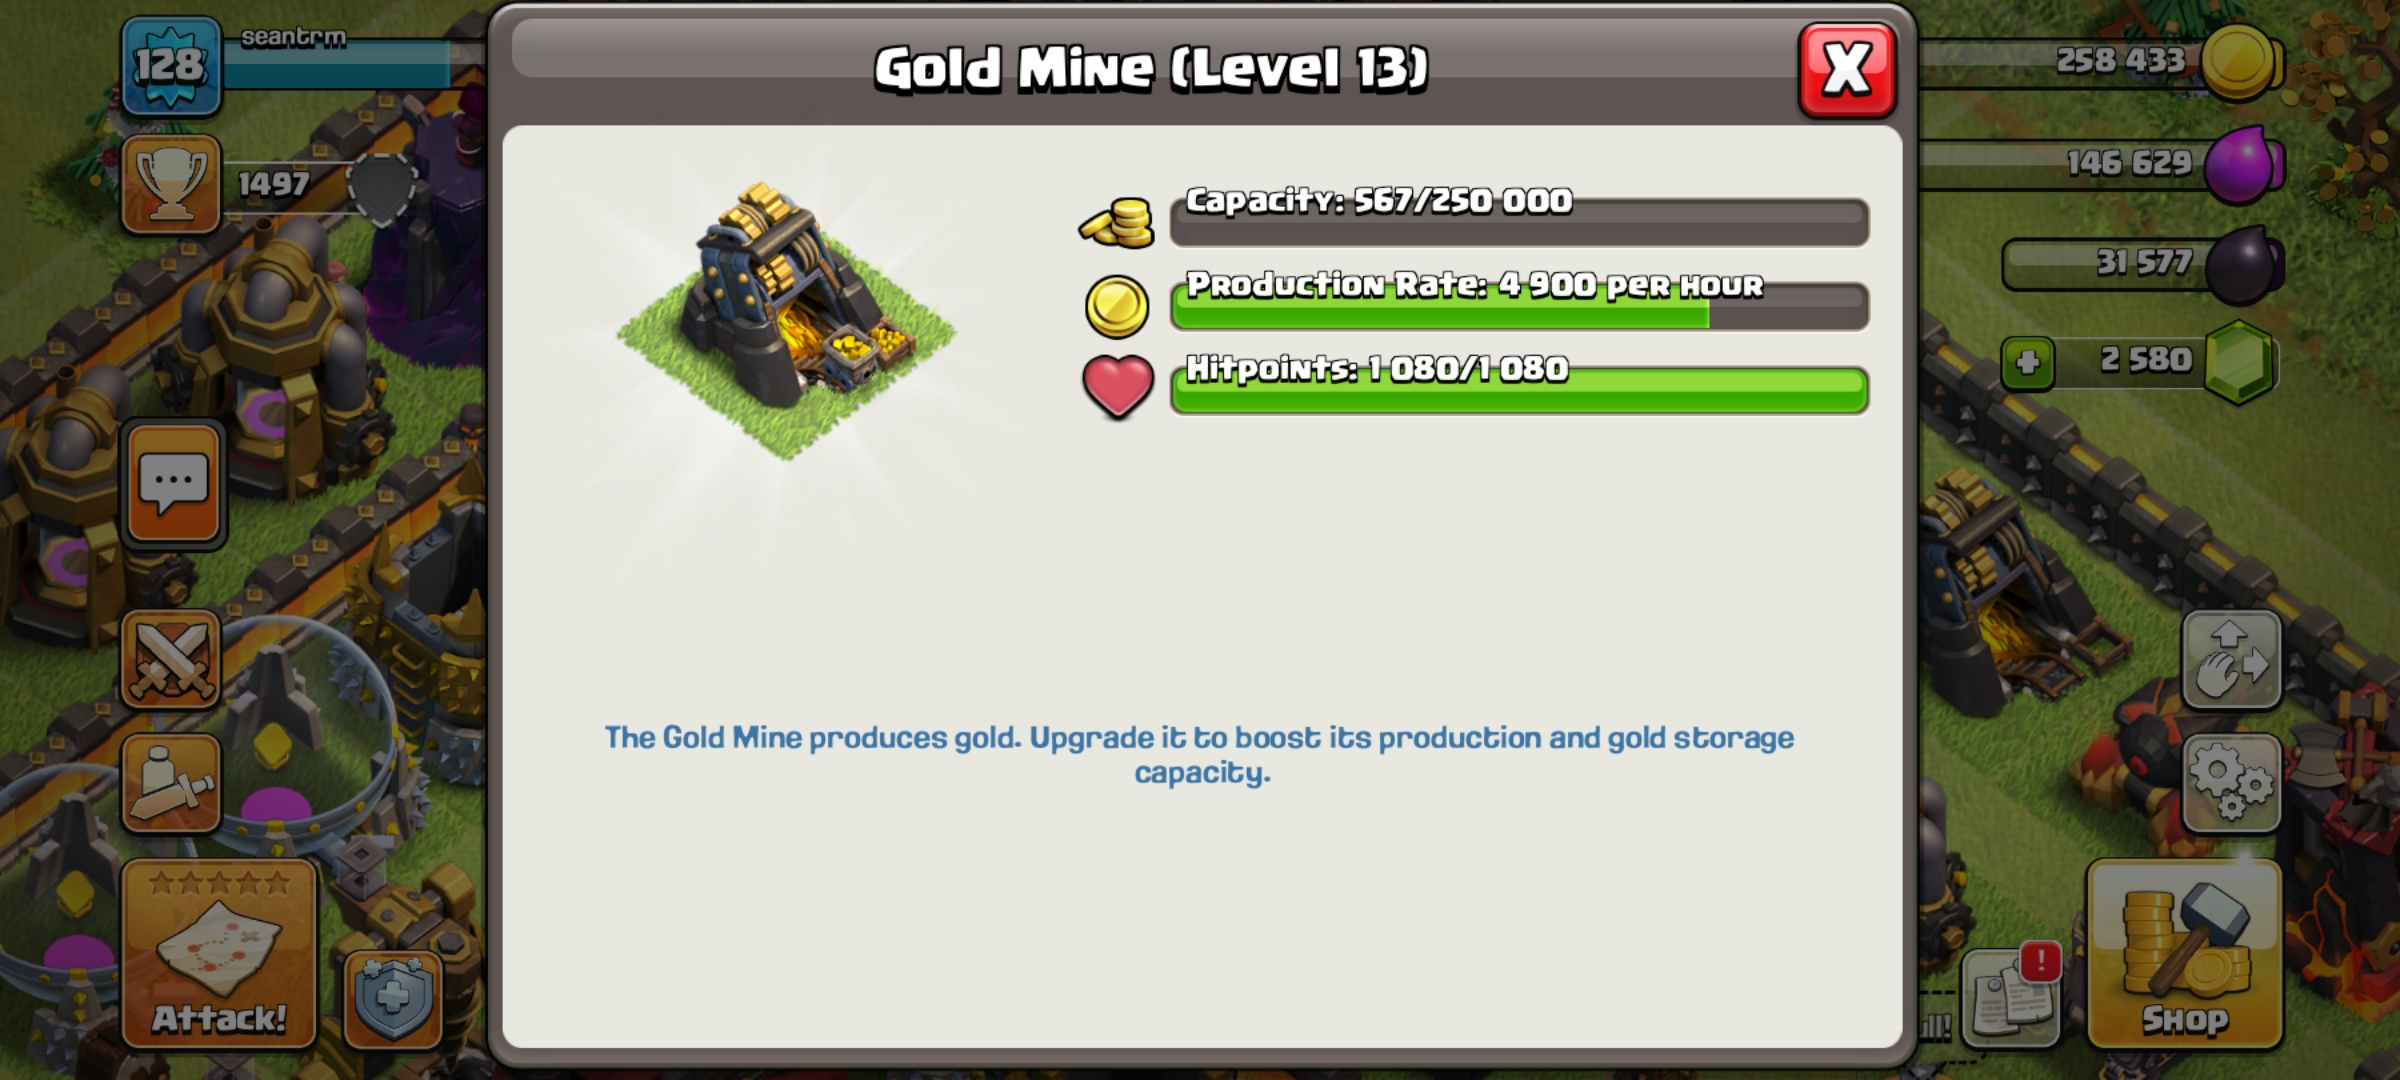 128
seantrm
1497
Gold Mine (Level 13)
X
Capacity: 567/250 000
Production Rate: 4 900 per hour
Hitpoints: 1 080/1 080
The Gold Mine produces gold. Upgrade it to boost its production and gold storage
capacity.
258 433
146 629
31 577
+
2 580
Attack!
!
Shop